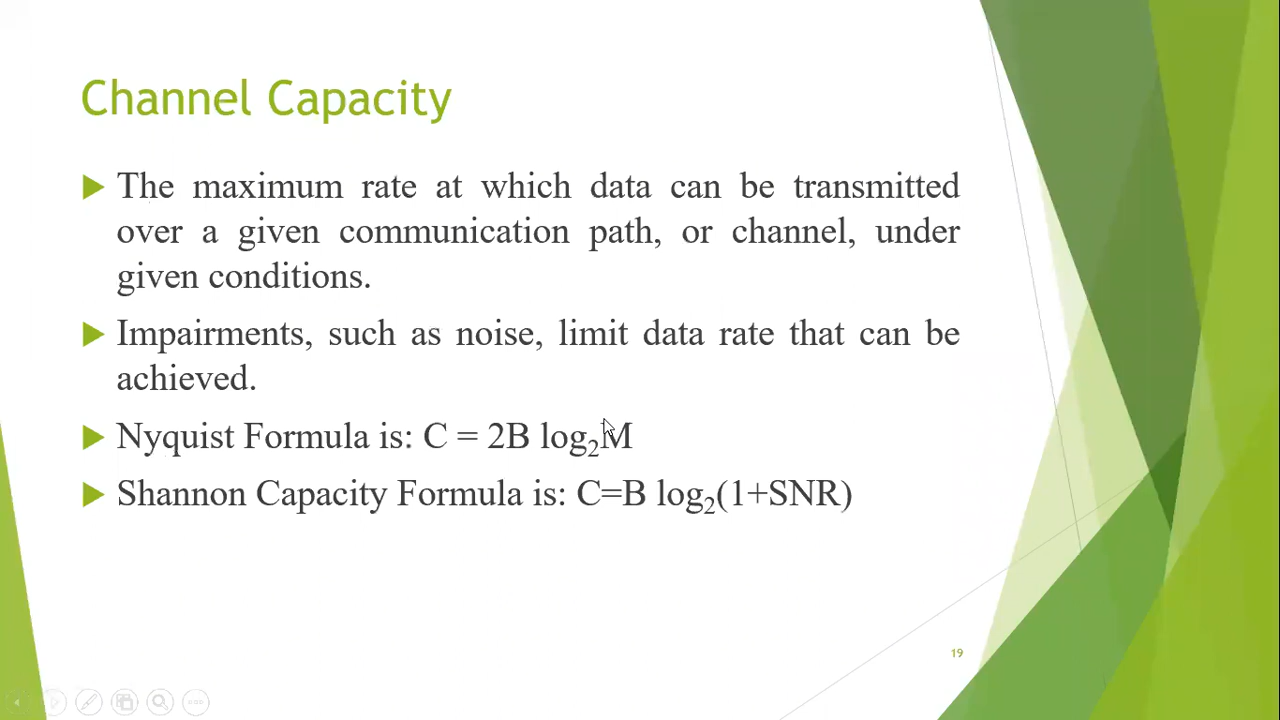 Channel Capacity
The maximum rate at which data can be transmitted
over a given communication path, or channel, under
given conditions.
Impairments, such as noise, limit data rate that can be
achieved.
Nyquist Formula is: C = 2B log₂M
Shannon Capacity Formula is: C=B log₂(1+SNR)
19